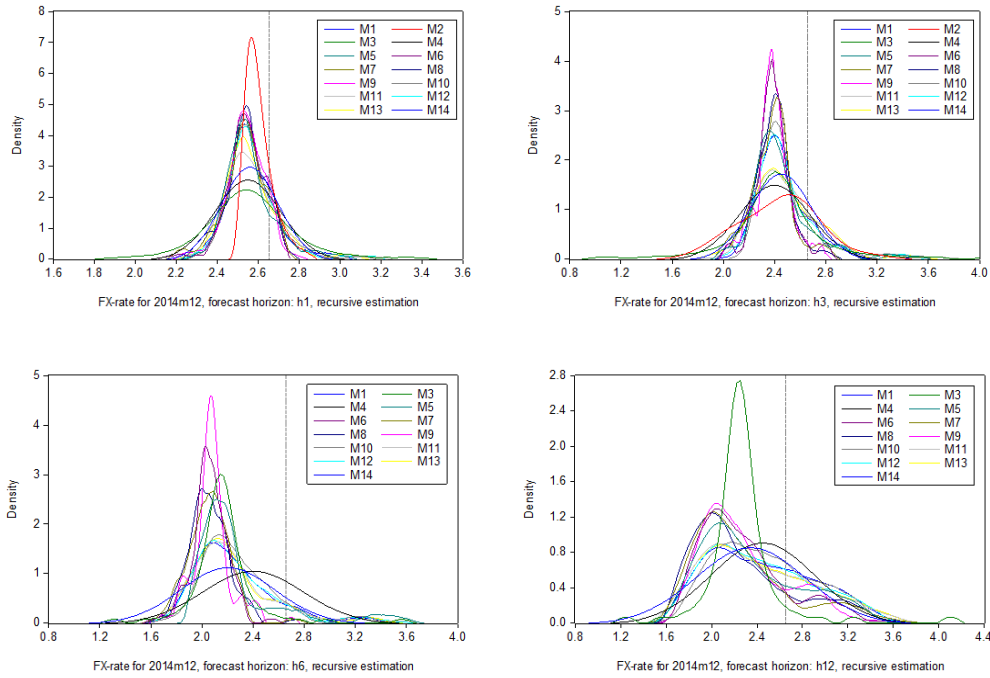 8
7
6
5
4
3
2
1
0
Density
M1 M2
M3 M4
M5 M6
M7 M8
M9 M10
M11 M12
M13 M14
1.6 1.8 2.0 2.2 2.4 2.6 2.8 3.0 3.2 3.4 3.6
FX-rate for 2014m12, forecast horizon: h1, recursive estimation
5
4
3
2
1
0
Density
M1 M2
M3 M4
M5 M6
M7 M8
M9 M10
M11 M12
M13 M14
0.8 1.2 1.6 2.0 2.4 2.8 3.2 3.6 4.0
FX-rate for 2014m12, forecast horizon: h3, recursive estimation
5
4
3
2
1
0
Density
M1 M3
M4 M5
M6 M7
M8 M9
M10 M11
M12 M13
M14
0.8 1.2 1.6 2.0 2.4 2.8 3.2 3.6 4.0
FX-rate for 2014m12, forecast horizon: h6, recursive estimation
2.8
2.4
2.0
1.6
1.2
0.8
0.4
0.0
Density
M1 M3
M4 M5
M6 M7
M8 M9
M10 M11
M12 M13
M14
0.8 1.2 1.6 2.0 2.4 2.8 3.2 3.6 4.0 4.4
FX-rate for 2014m12, forecast horizon: h12, recursive estimation